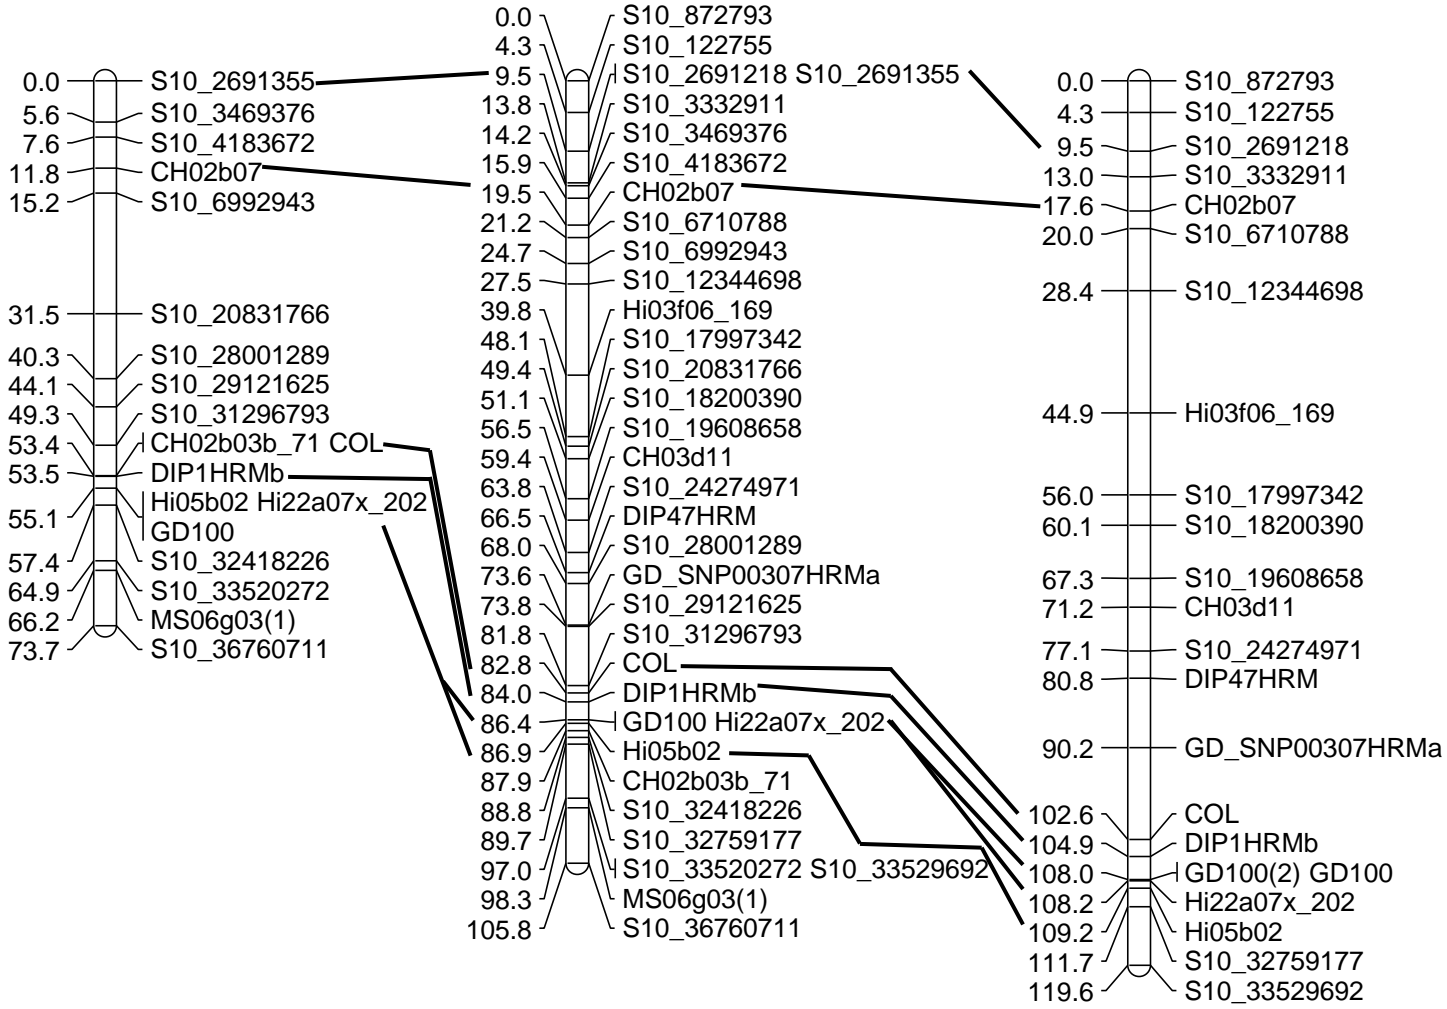 0.0 S10_2691355
5.6 S10_3469376
7.6 S10_4183672
11.8 CH02b07
15.2 S10_6992943
31.5 S10_20831766
40.3 S10_28001289
44.1 S10_29121625
49.3 S10_31296793
53.4 CH02b03b_71 COL
53.5 DIP1HRMb
55.1 Hi05b02 Hi22a07x_202
GD100
57.4 S10_32418226
64.9 S10_33520272
66.2 MS06g03(1)
73.7 S10_36760711
0.0 S10_872793
4.3 S10_122755
9.5 S10_2691218 S10_2691355
13.8 S10_3332911
14.2 S10_3469376
15.9 S10_4183672
19.5 CH02b07
21.2 S10_6710788
24.7 S10_6992943
27.5 S10_12344698
39.8 Hi03f06_169
48.1 S10_17997342
49.4 S10_20831766
51.1 S10_18200390
56.5 S10_19608658
59.4 CH03d11
63.8 S10_24274971
66.5 DIP47HRM
68.0 S10_28001289
73.6 GD_SNP00307HRMa
73.8 S10_29121625
81.8 S10_31296793
82.8 COL
84.0 DIP1HRMb
86.4 GD100 Hi22a07x_202
86.9 Hi05b02
87.9 CH02b03b_71
88.8 S10_32418226
89.7 S10_32759177
97.0 S10_33520272 S10_33529692
98.3 MS06g03(1)
105.8 S10_36760711
0.0 S10_872793
4.3 S10_122755
9.5 S10_2691218
13.0 S10_3332911
17.6 CH02b07
20.0 S10_6710788
28.4 S10_12344698
44.9 Hi03f06_169
56.0 S10_17997342
60.1 S10_18200390
67.3 S10_19608658
71.2 CH03d11
77.1 S10_24274971
80.8 DIP47HRM
90.2 GD_SNP00307HRMa
102.6 COL
104.9 DIP1HRMb
108.0 GD100(2) GD100
108.2 Hi22a07x_202
109.2 Hi05b02
111.7 S10_32759177
119.6 S10_33529692